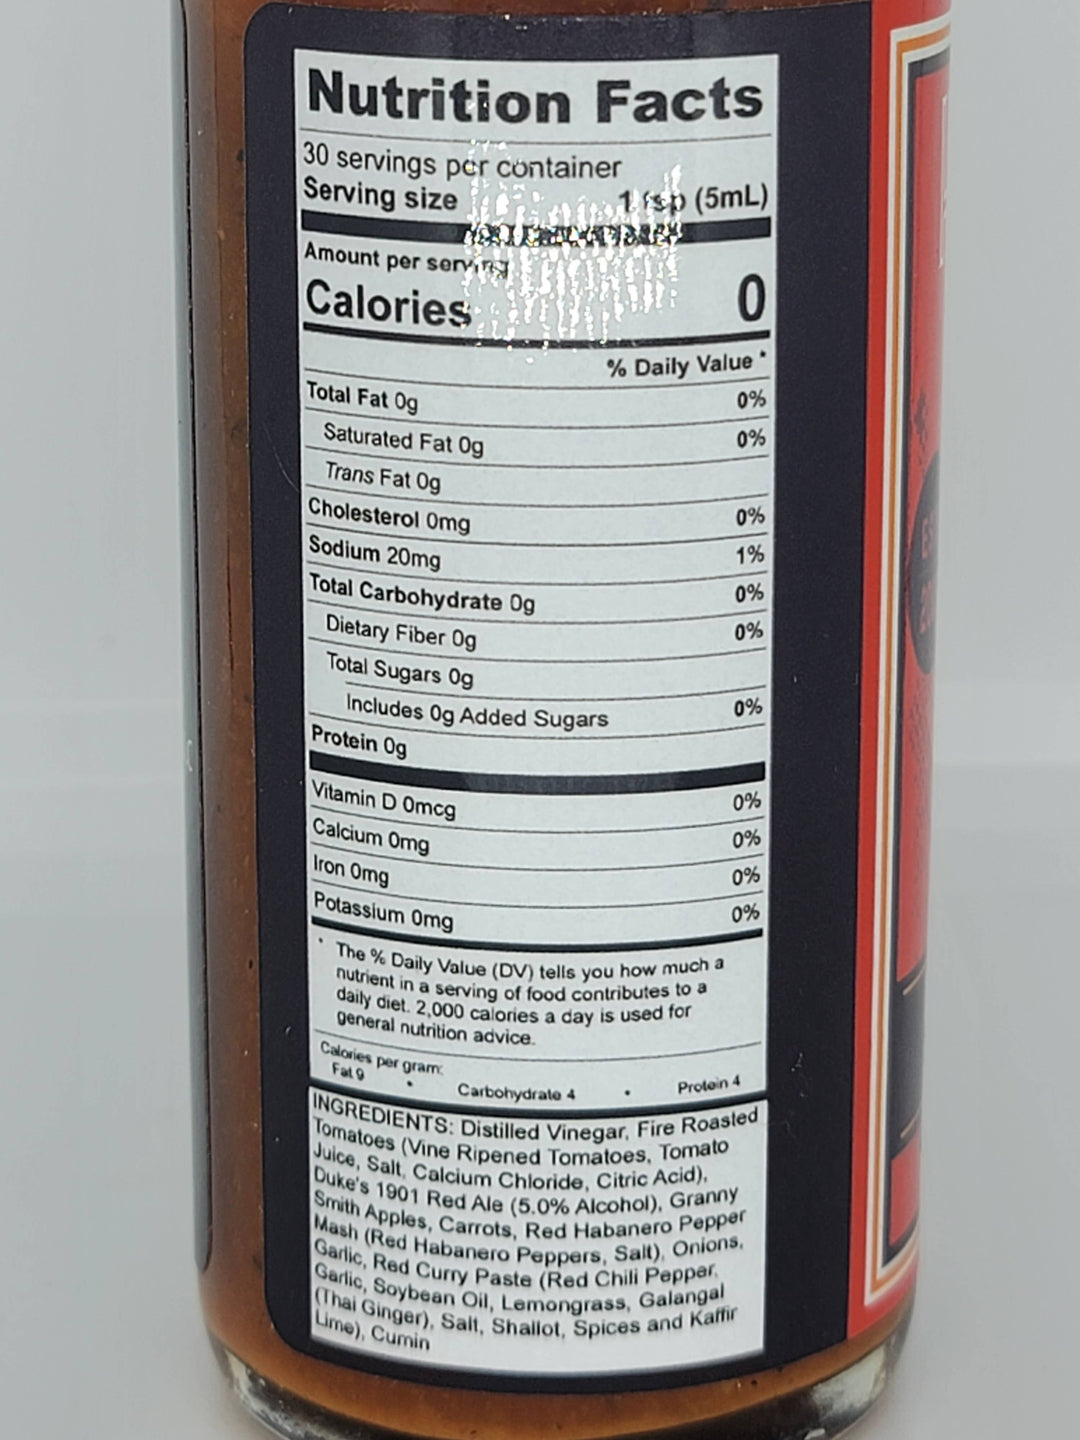 Nutrition Facts
30 servings per container
Serving size 1 tsp (5mL)
Amount per serving
Calories 0
% Daily Value *
Total Fat 0g 0%
Saturated Fat 0g 0%
Trans Fat 0g
Cholesterol 0mg 0%
Sodium 20mg 1%
Total Carbohydrate 0g 0%
Dietary Fiber 0g 0%
Total Sugars 0g
Includes 0g Added Sugars 0%
Protein 0g
Vitamin D 0mcg 0%
Calcium 0mg 0%
Iron 0mg 0%
Potassium 0mg 0%
* The % Daily Value (DV) tells you how much a
nutrient in a serving of food contributes to a
daily diet. 2,000 calories a day is used for
general nutrition advice.
Calories per gram:
Fat 9 • Carbohydrate 4 • Protein 4
INGREDIENTS: Distilled Vinegar, Fire Roasted
Tomatoes (Vine Ripened Tomatoes, Tomato
Juice, Salt, Calcium Chloride, Citric Acid),
Duke's 1901 Red Ale (5.0% Alcohol), Granny
Smith Apples, Carrots, Red Habanero Pepper
Mash (Red Habanero Peppers, Salt), Onions,
Garlic, Red Curry Paste (Red Chili Pepper,
Garlic, Soybean Oil, Lemongrass, Galangal
(Thai Ginger), Salt, Shallot, Spices and Kaffir
Lime), Cumin